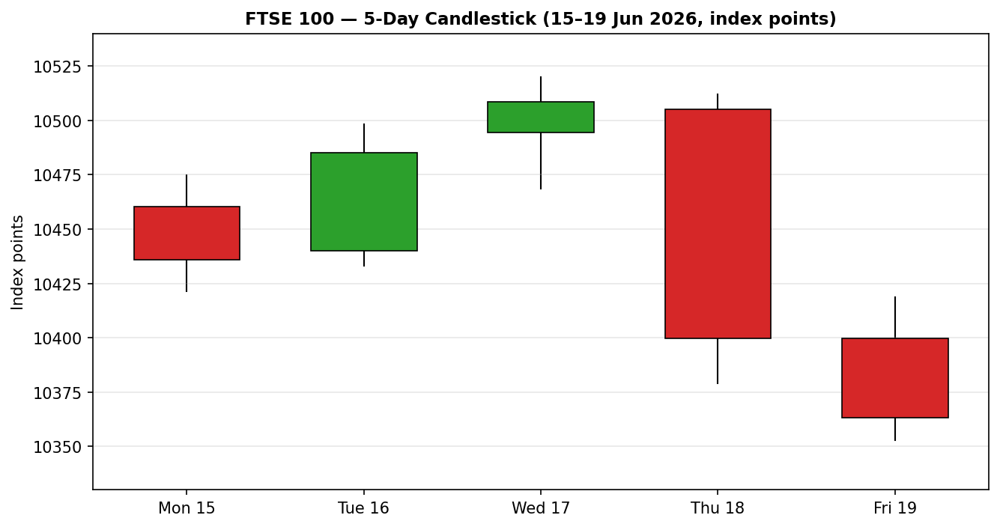 FTSE 100 — 5-Day Candlestick (15–19 Jun 2026, index points)
Index points
10525
10500
10475
10450
10425
10400
10375
10350
Mon 15
Tue 16
Wed 17
Thu 18
Fri 19